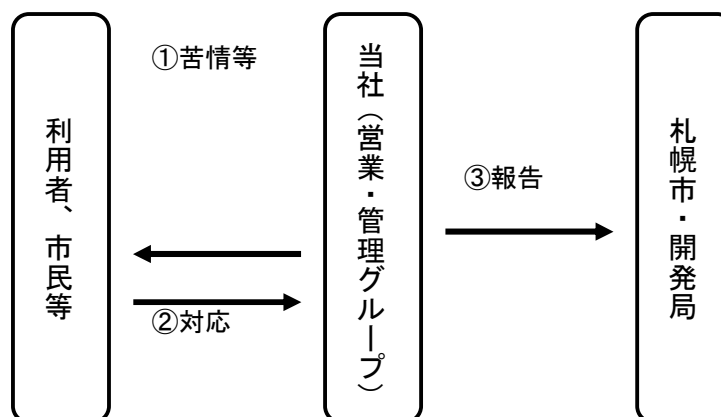 利用者、市民等
①苦情等
②対応
当社（営業・管理グループ）
③報告
札幌市・開発局